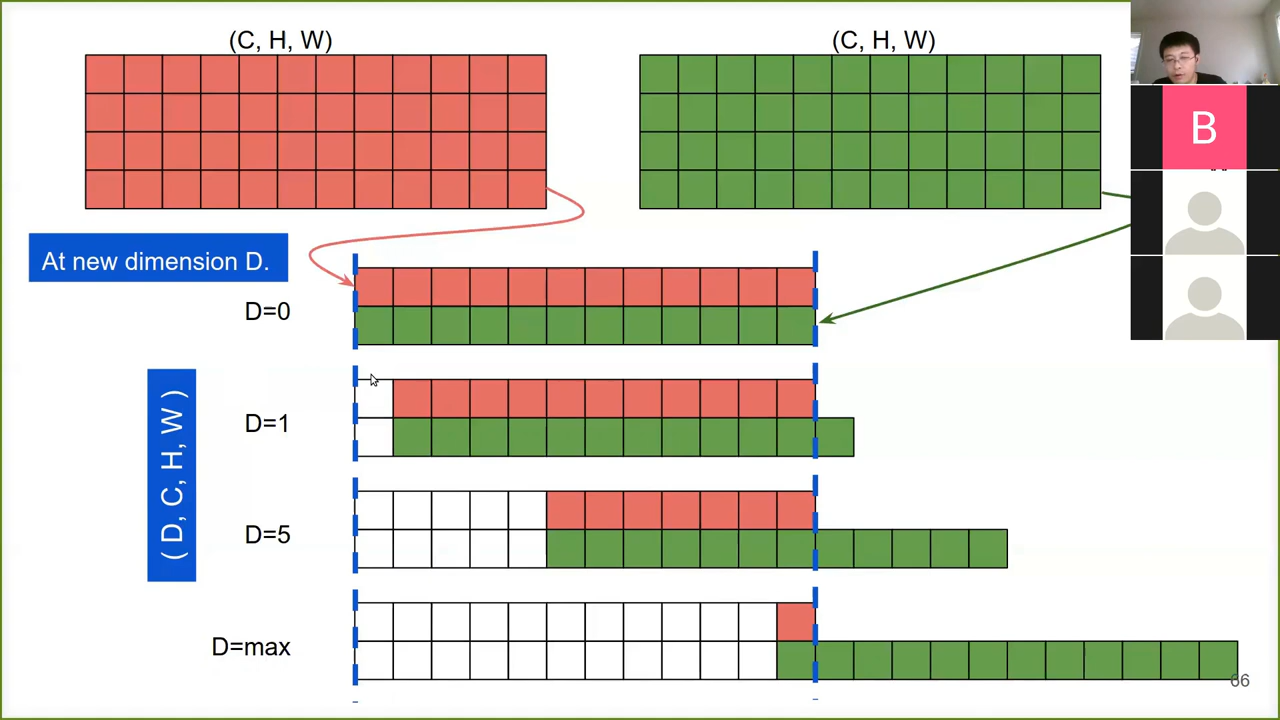 (C, H, W)
(C, H, W)
B
At new dimension D.
D=0
D=1
( D, C, H, W )
D=5
D=max
66